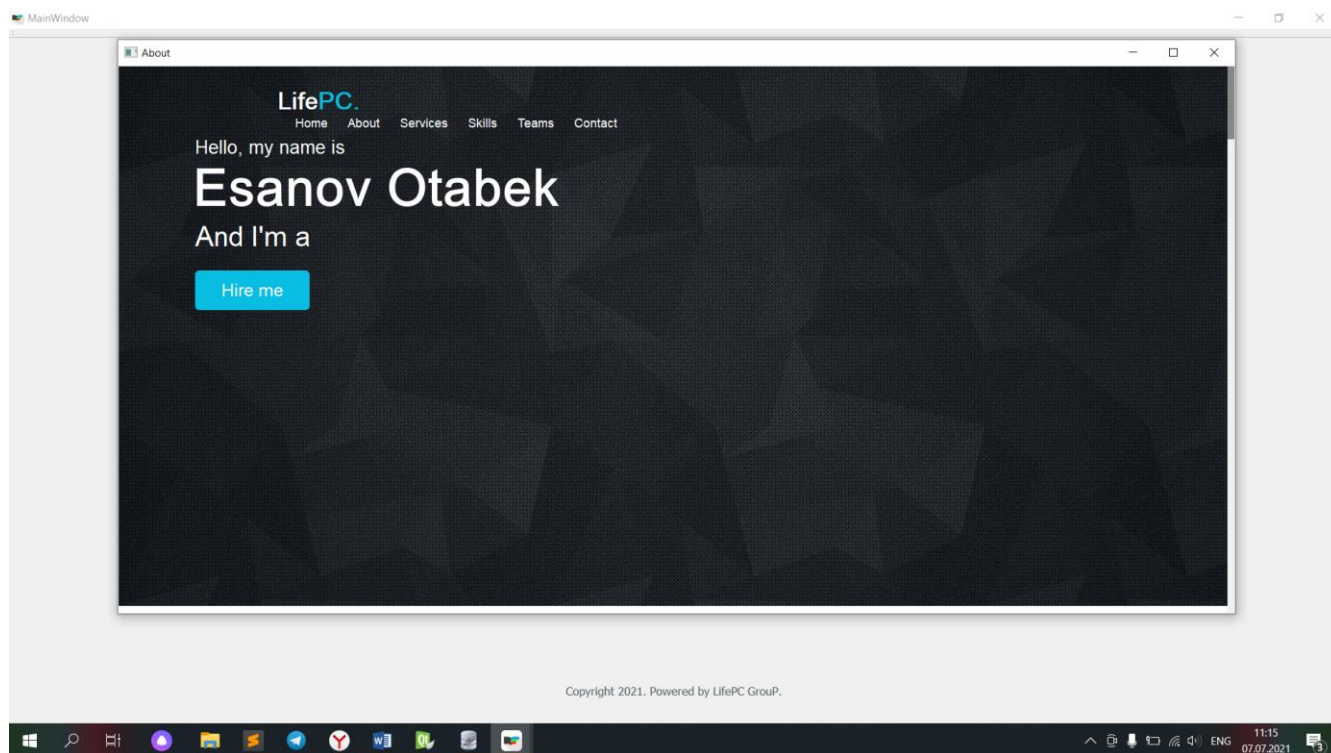 MainWindow
About
LifePC.
Home About Services Skills Teams Contact
Hello, my name is
Esanov Otabek
And I'm a
Hire me
Copyright 2021. Powered by LifePC GrouP.
ENG
11:15
07.07.2021